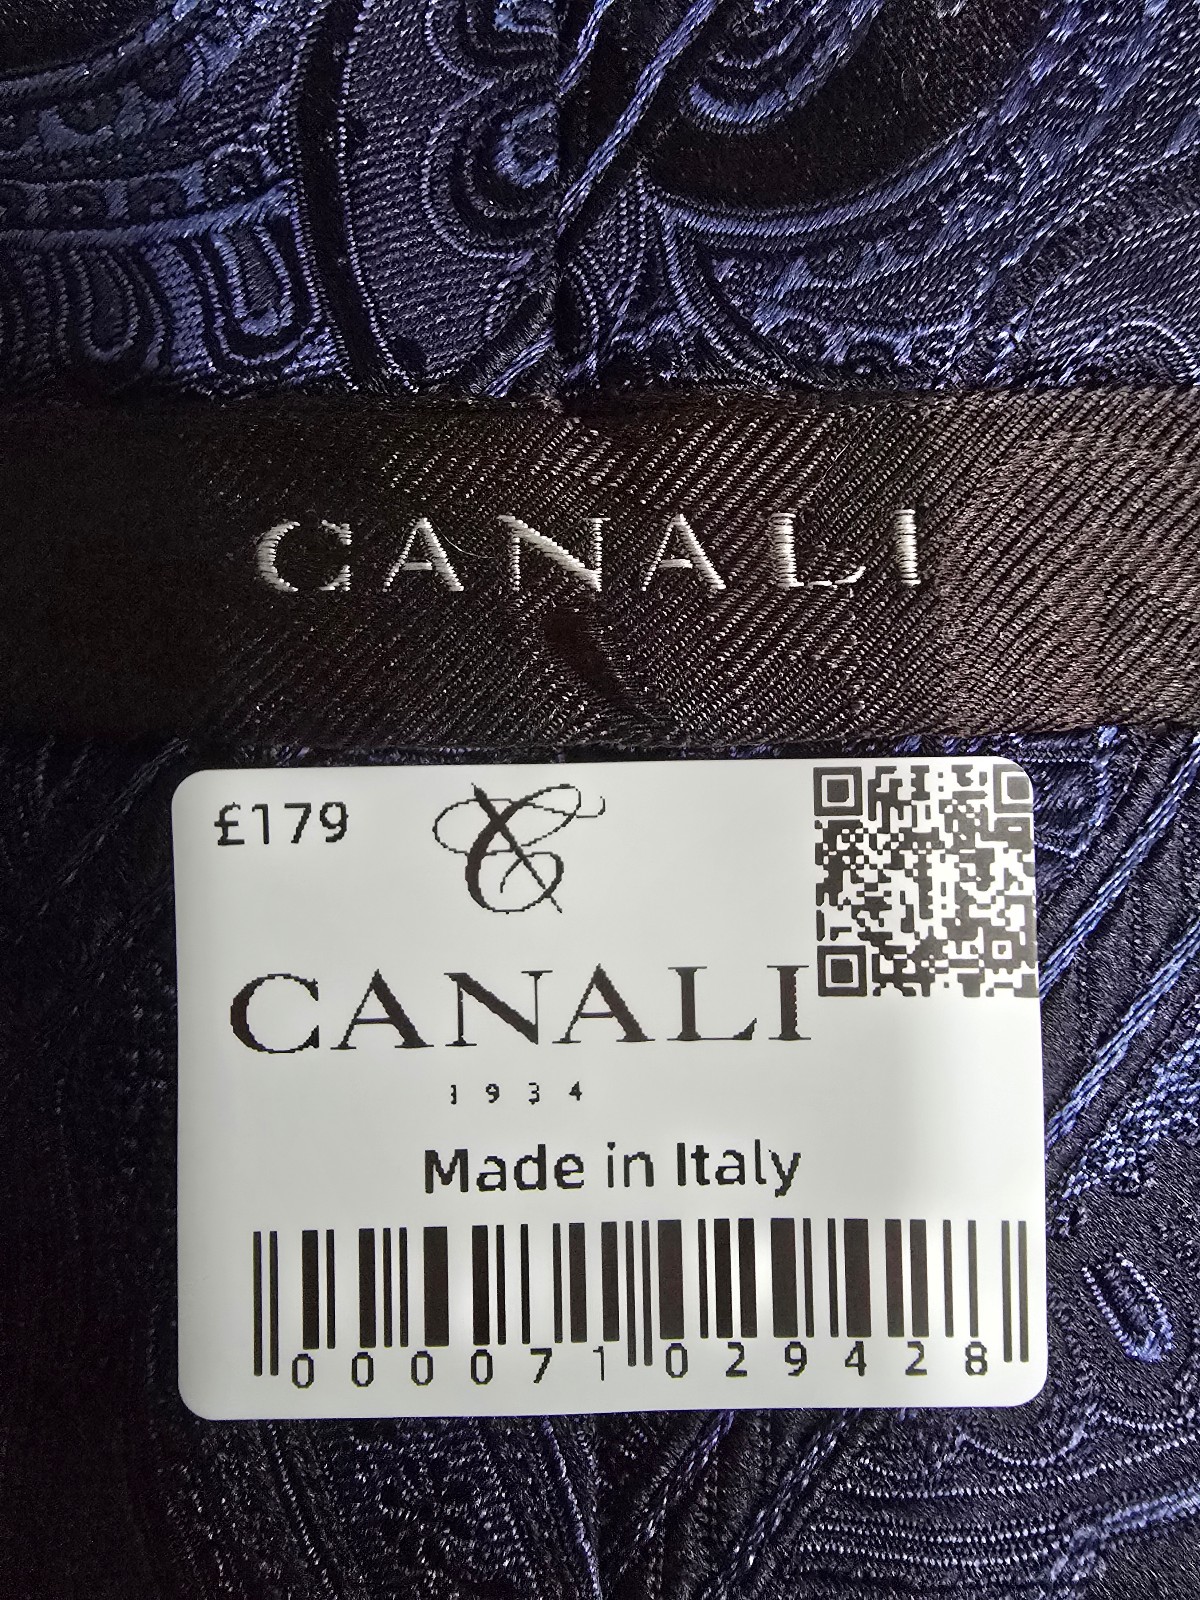 CANALI
£179
CANALI
1934
Made in Italy
000071029428